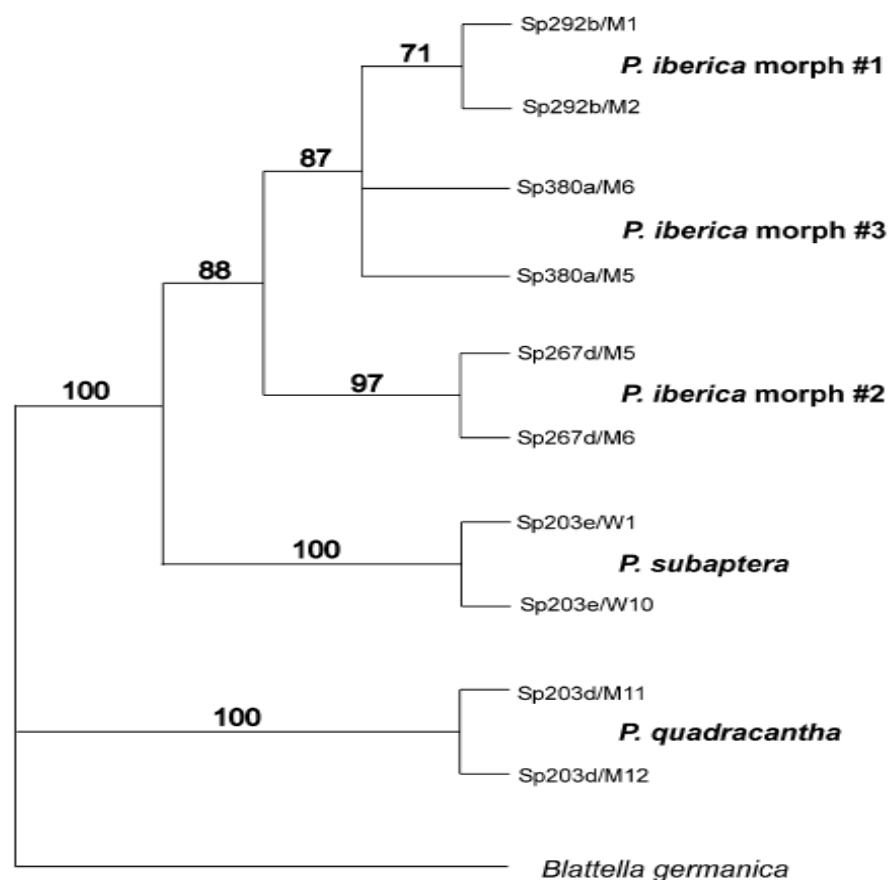 Sp292b/M1
71
P. iberica morph #1
Sp292b/M2
87
Sp380a/M6
P. iberica morph #3
88
Sp380a/M5
Sp267d/M5
100
97
P. iberica morph #2
Sp267d/M6
Sp203e/W1
100
P. subaptera
Sp203e/W10
Sp203d/M11
100
P. quadracantha
Sp203d/M12
Blattella germanica